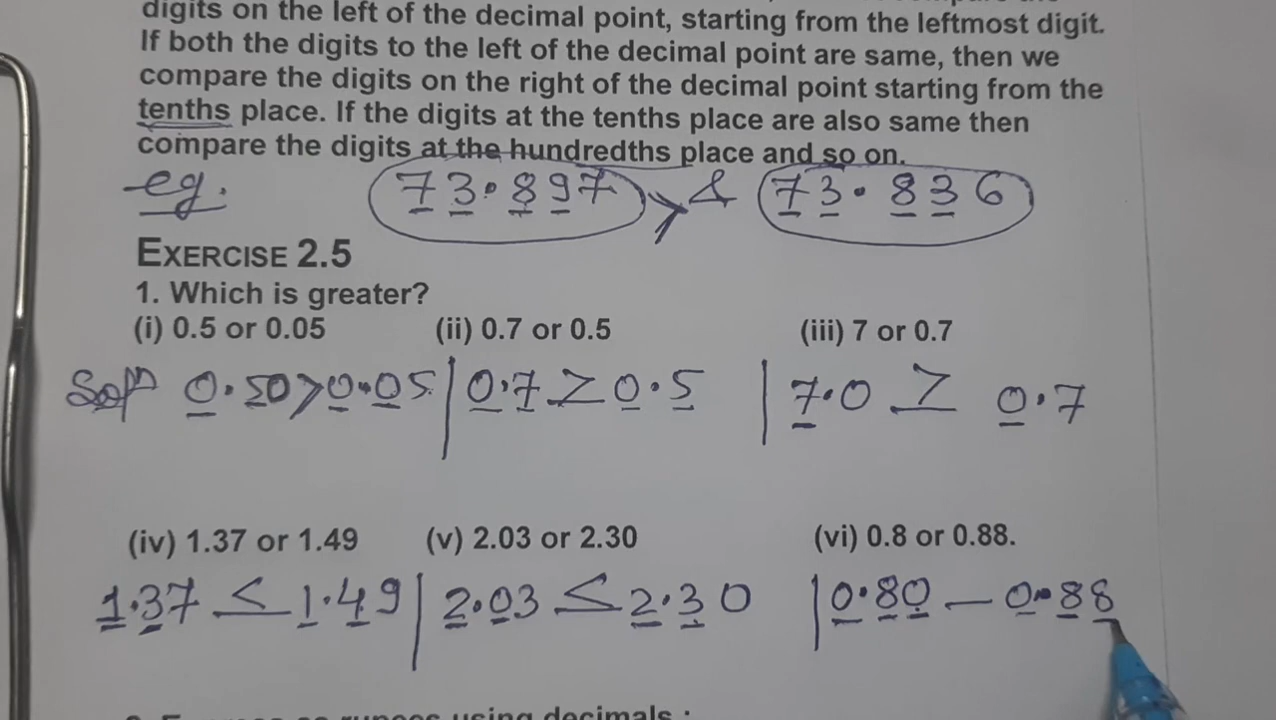 digits on the left of the decimal point, starting from the leftmost digit.
If both the digits to the left of the decimal point are same, then we
compare the digits on the right of the decimal point starting from the
tenths place. If the digits at the tenths place are also same then
compare the digits at the hundredths place and so on.
eg. 73.897 > & 73.836
EXERCISE 2.5
1. Which is greater?
(i) 0.5 or 0.05 (ii) 0.7 or 0.5 (iii) 7 or 0.7
Solⁿ 0.50 > 0.05 | 0.7 > 0.5 | 7.0 > 0.7
(iv) 1.37 or 1.49 (v) 2.03 or 2.30 (vi) 0.8 or 0.88.
1.37 < 1.49 | 2.03 < 2.30 | 0.80 — 0.88
using decimals :